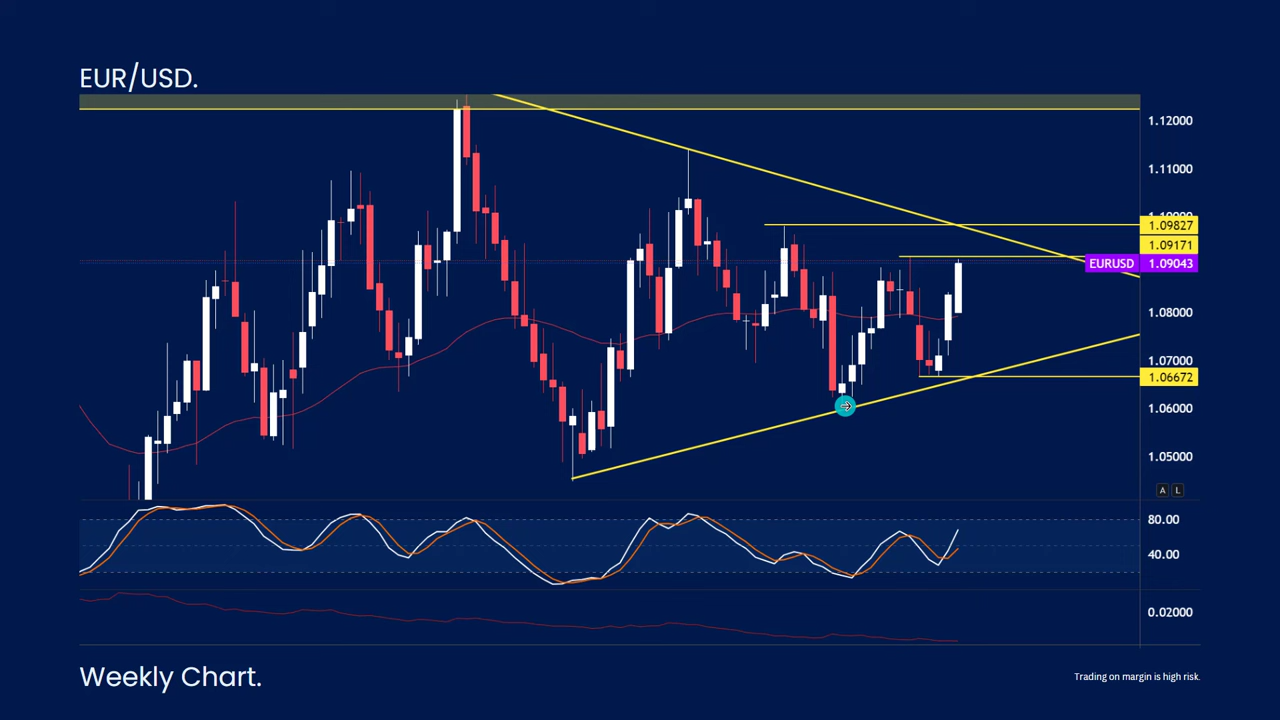 EUR/USD.
1.12000
1.11000
1.09827
1.09171
EURUSD 1.09043
1.08000
1.07000
1.06672
1.06000
1.05000
A L
80.00
40.00
0.02000
Weekly Chart.
Trading on margin is high risk.